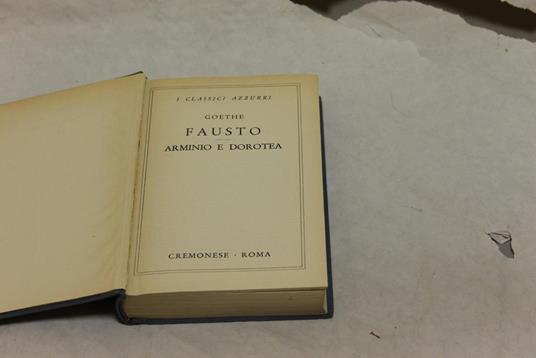 I CLASSICI AZZURRI
GOETHE
FAUSTO
ARMINIO E DOROTEA
CREMONESE · ROMA